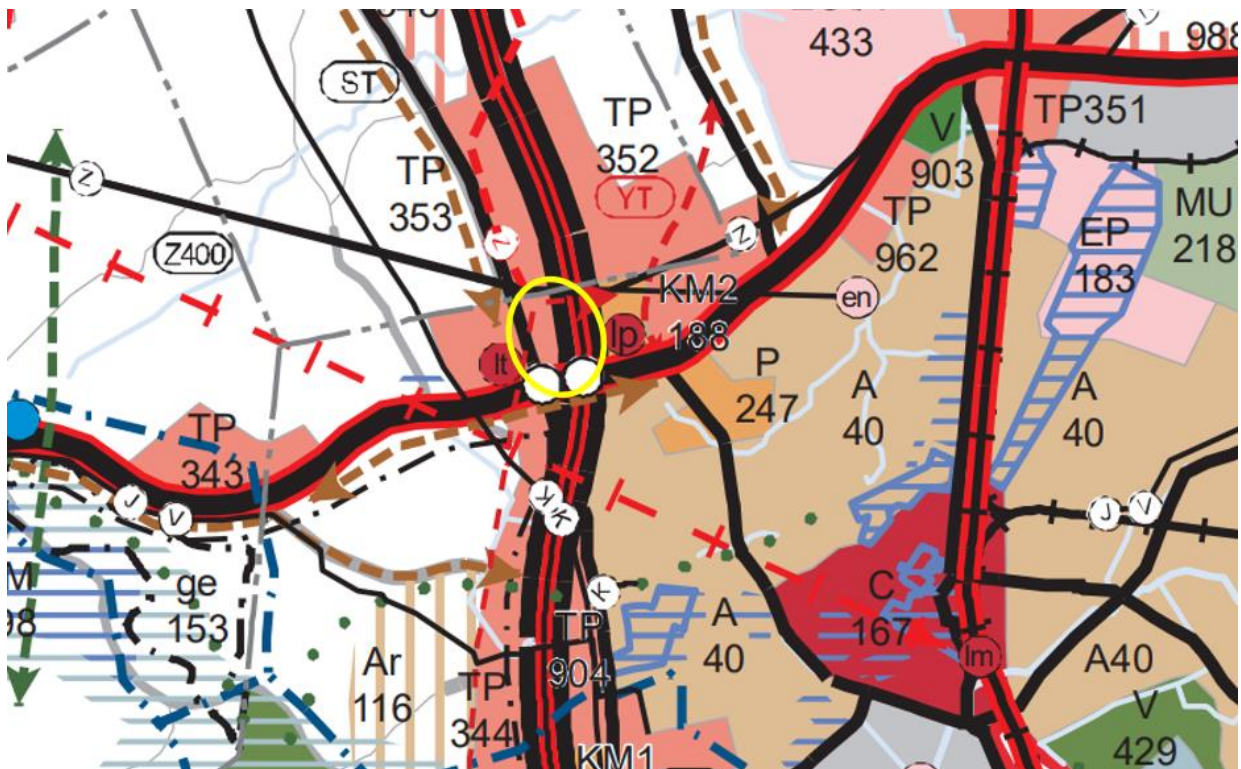 433
988
ST
TP
352
TP351
V
903
TP
353
YT
MU
218
TP
962
Z
Z
EP
183
Z
Z400
KM2
188
en
lp
lt
P
247
A
40
A
40
TP
343
J
V
K
K
J
V
ge
153
C
167
K
A
40
TP
904
lm
A40
Ar
116
TP
344
V
429
KM1